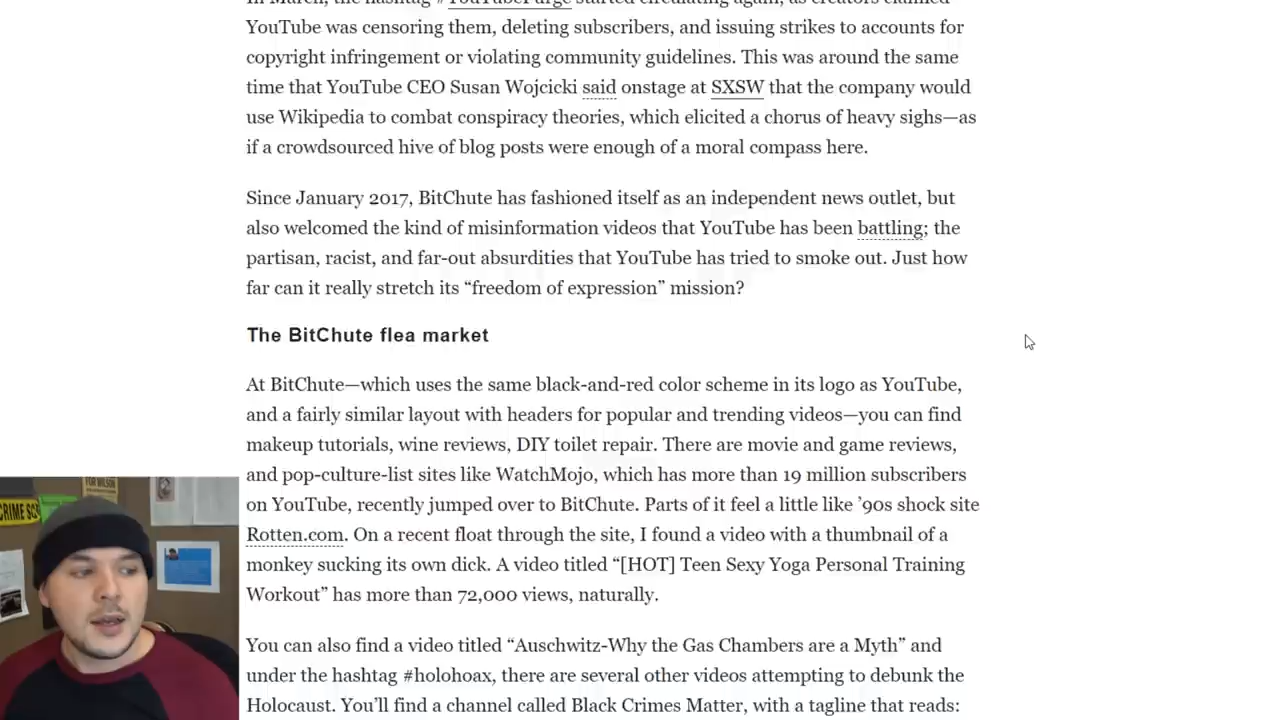 In March, the hashtag #YouTubePurge started circulating again, as creators claimed
YouTube was censoring them, deleting subscribers, and issuing strikes to accounts for
copyright infringement or violating community guidelines. This was around the same
time that YouTube CEO Susan Wojcicki said onstage at SXSW that the company would
use Wikipedia to combat conspiracy theories, which elicited a chorus of heavy sighs—as
if a crowdsourced hive of blog posts were enough of a moral compass here.
Since January 2017, BitChute has fashioned itself as an independent news outlet, but
also welcomed the kind of misinformation videos that YouTube has been battling; the
partisan, racist, and far-out absurdities that YouTube has tried to smoke out. Just how
far can it really stretch its “freedom of expression” mission?
The BitChute flea market
At BitChute—which uses the same black-and-red color scheme in its logo as YouTube,
and a fairly similar layout with headers for popular and trending videos—you can find
makeup tutorials, wine reviews, DIY toilet repair. There are movie and game reviews,
and pop-culture-list sites like WatchMojo, which has more than 19 million subscribers
on YouTube, recently jumped over to BitChute. Parts of it feel a little like ’90s shock site
Rotten.com. On a recent float through the site, I found a video with a thumbnail of a
monkey sucking its own dick. A video titled “[HOT] Teen Sexy Yoga Personal Training
Workout” has more than 72,000 views, naturally.
You can also find a video titled “Auschwitz-Why the Gas Chambers are a Myth” and
under the hashtag #holohoax, there are several other videos attempting to debunk the
Holocaust. You’ll find a channel called Black Crimes Matter, with a tagline that reads:
FOR WILSON
CRIME SC